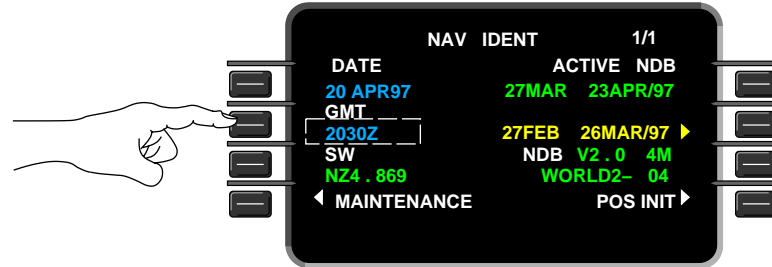 NAV IDENT 1/1
DATE ACTIVE NDB
20 APR97 27MAR 23APR/97
GMT
2030Z 27FEB 26MAR/97
SW NDB V2 . 0 4M
NZ4 . 869 WORLD2– 04
MAINTENANCE POS INIT